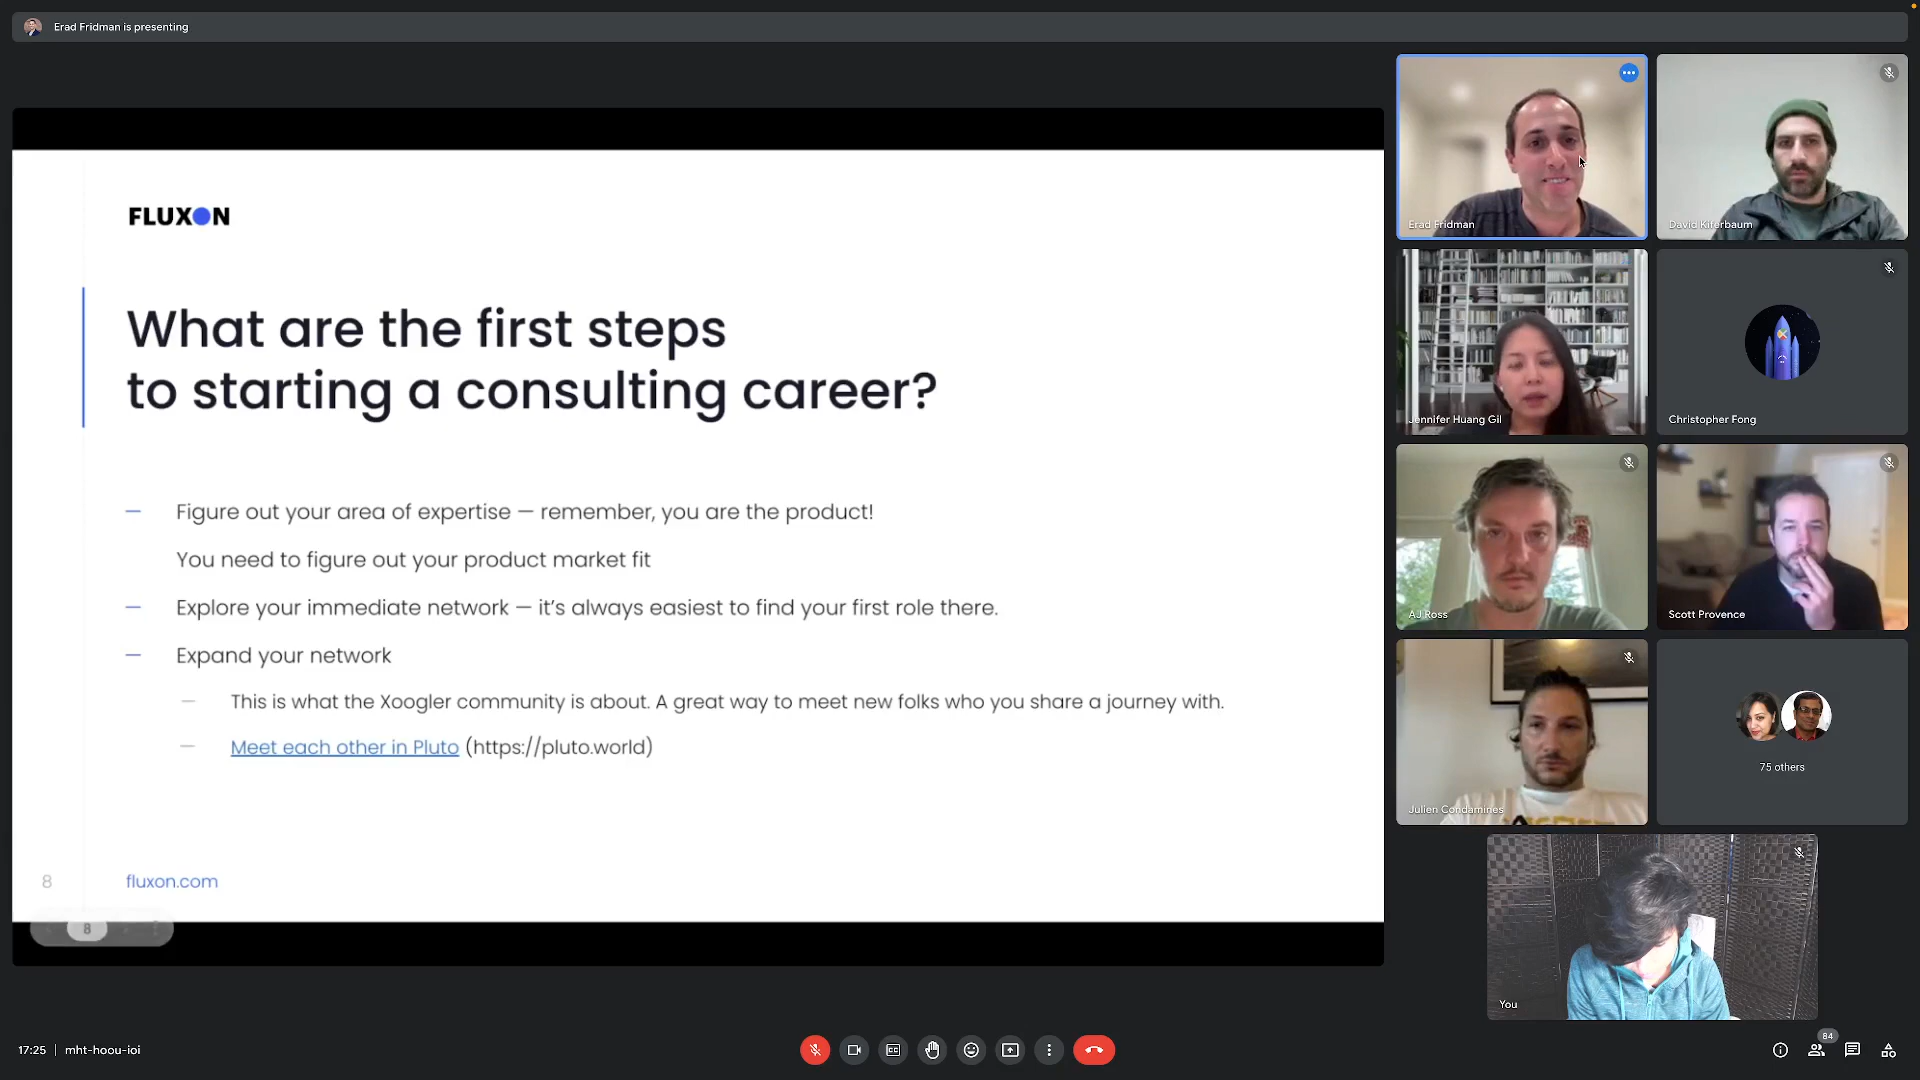 Erad Fridman is presenting
FLUXON
What are the first steps
to starting a consulting career?
— Figure out your area of expertise — remember, you are the product!
You need to figure out your product market fit
— Explore your immediate network — it's always easiest to find your first role there.
— Expand your network
— This is what the Xoogler community is about. A great way to meet new folks who you share a journey with.
— Meet each other in Pluto (https://pluto.world)
8 fluxon.com
8
Erad Fridman
David Kiferbaum
Jennifer Huang Gil
Christopher Fong
AJ Ross
Scott Provence
Julien Condamines
75 others
You
17:25 | mht-hoou-ioi
CC
84